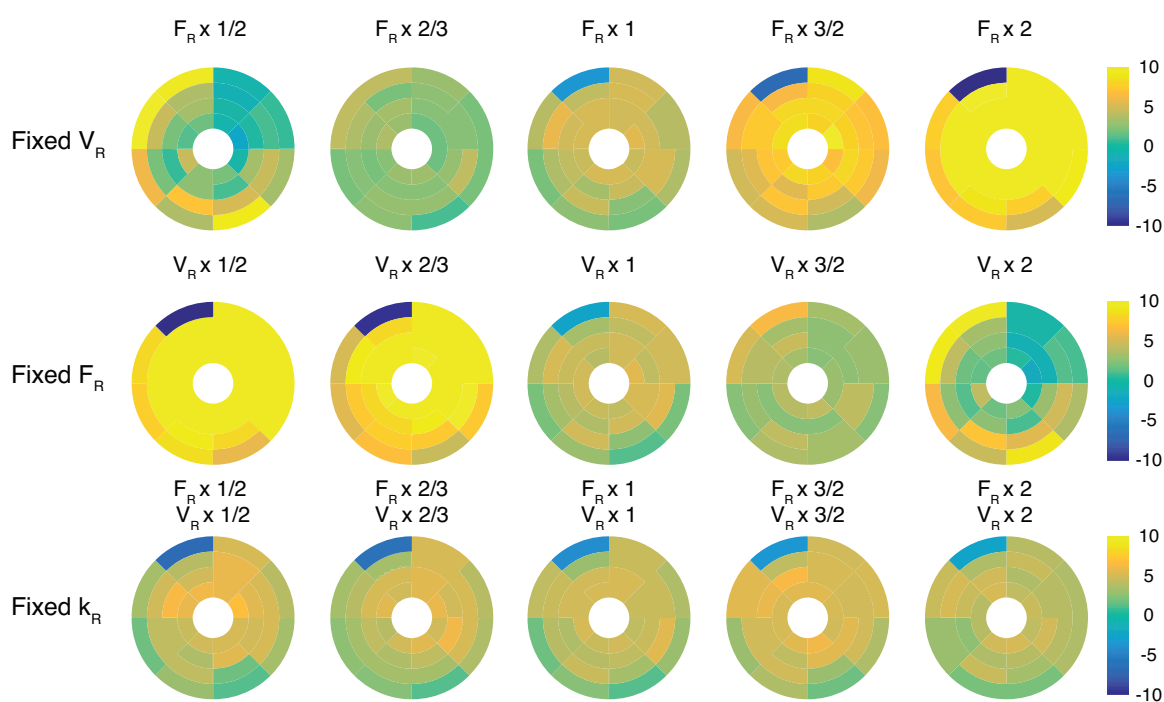 F_R x 1/2 F_R x 2/3 F_R x 1 F_R x 3/2 F_R x 2
Fixed V_R
10
5
0
-5
-10
V_R x 1/2 V_R x 2/3 V_R x 1 V_R x 3/2 V_R x 2
Fixed F_R
10
5
0
-5
-10
F_R x 1/2 F_R x 2/3 F_R x 1 F_R x 3/2 F_R x 2
V_R x 1/2 V_R x 2/3 V_R x 1 V_R x 3/2 V_R x 2
Fixed k_R
10
5
0
-5
-10